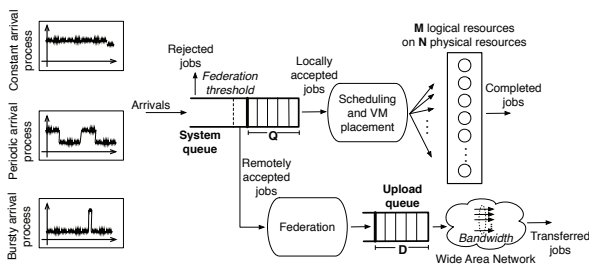 Constant arrival
process
Periodic arrival
process
Bursty arrival
process
Arrivals
Rejected
jobs
Federation
threshold
System
queue
Q
Locally
accepted
jobs
Scheduling
and VM
placement
M logical resources
on N physical resources
Completed
jobs
Remotely
accepted
jobs
Federation
Upload
queue
D
Bandwidth
Wide Area Network
Transferred
jobs